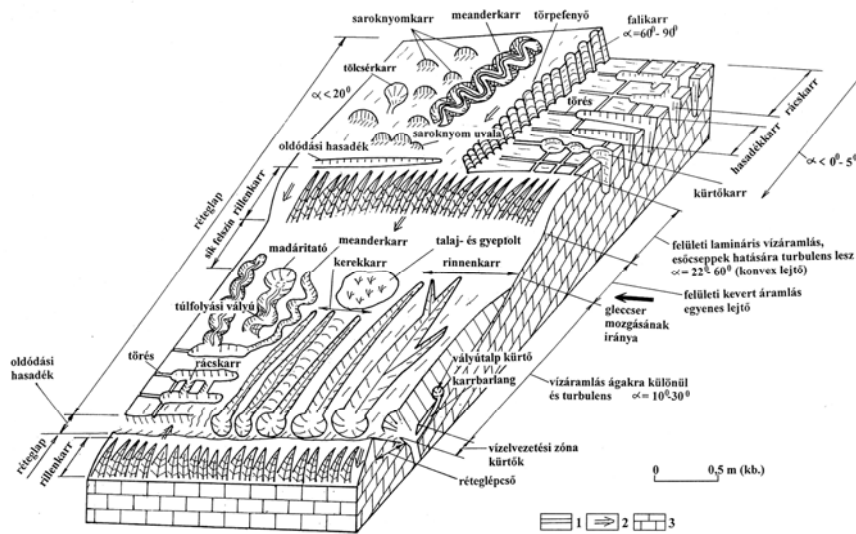 saroknyomkarr
meanderkarr
törpefenyő
falikarr
α=60⁰- 90⁰
tölcsérkarr
α < 20⁰
törés
rácskarr
saroknyom uvala
hasadékkarr
oldódási hasadék
α < 0⁰- 5⁰
kürtőkarr
réteglap
rillenkarr
sík felszín
madáritató
meanderkarr
talaj- és gyeptolt
kerekkarr
rinnenkarr
felületi lamináris vízáramlás,
esőcseppek hatására turbulens lesz
α= 22⁰- 60⁰ (konvex lejtő)
túlfolyási vályú
felületi kevert áramlás
egyenes lejtő
gleccser
mozgásának
iránya
oldódási
hasadék
törés
rácskarr
vályútalp kürtő
karrbarlang
vízáramlás ágakra különül
és turbulens α= 10⁰-30⁰
réteglap
rillenkarr
vízelvezetési zóna
kürtők
réteglépcső
0 0,5 m (kb.)
1 2 3